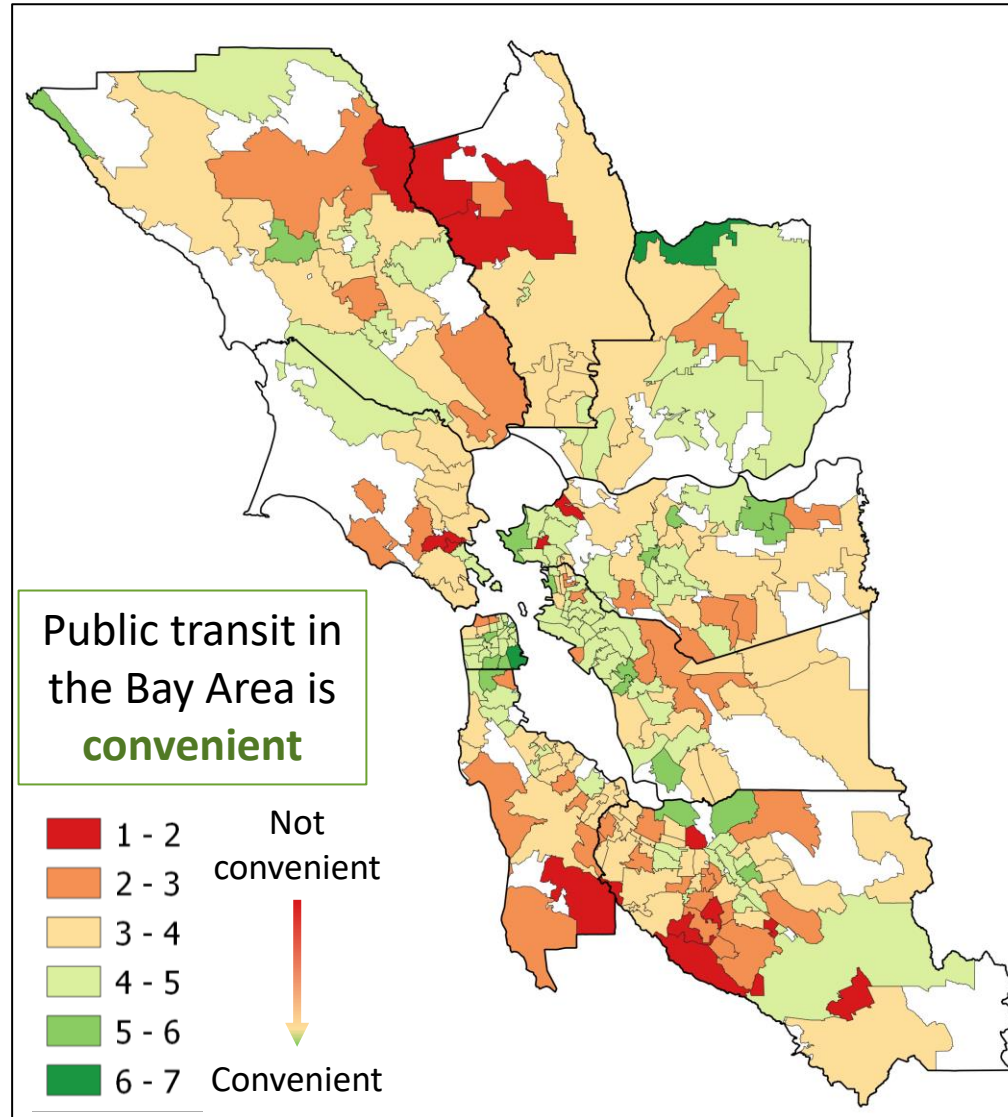 Public transit in
the Bay Area is
convenient
1 - 2
2 - 3
3 - 4
4 - 5
5 - 6
6 - 7
Not
convenient
Convenient